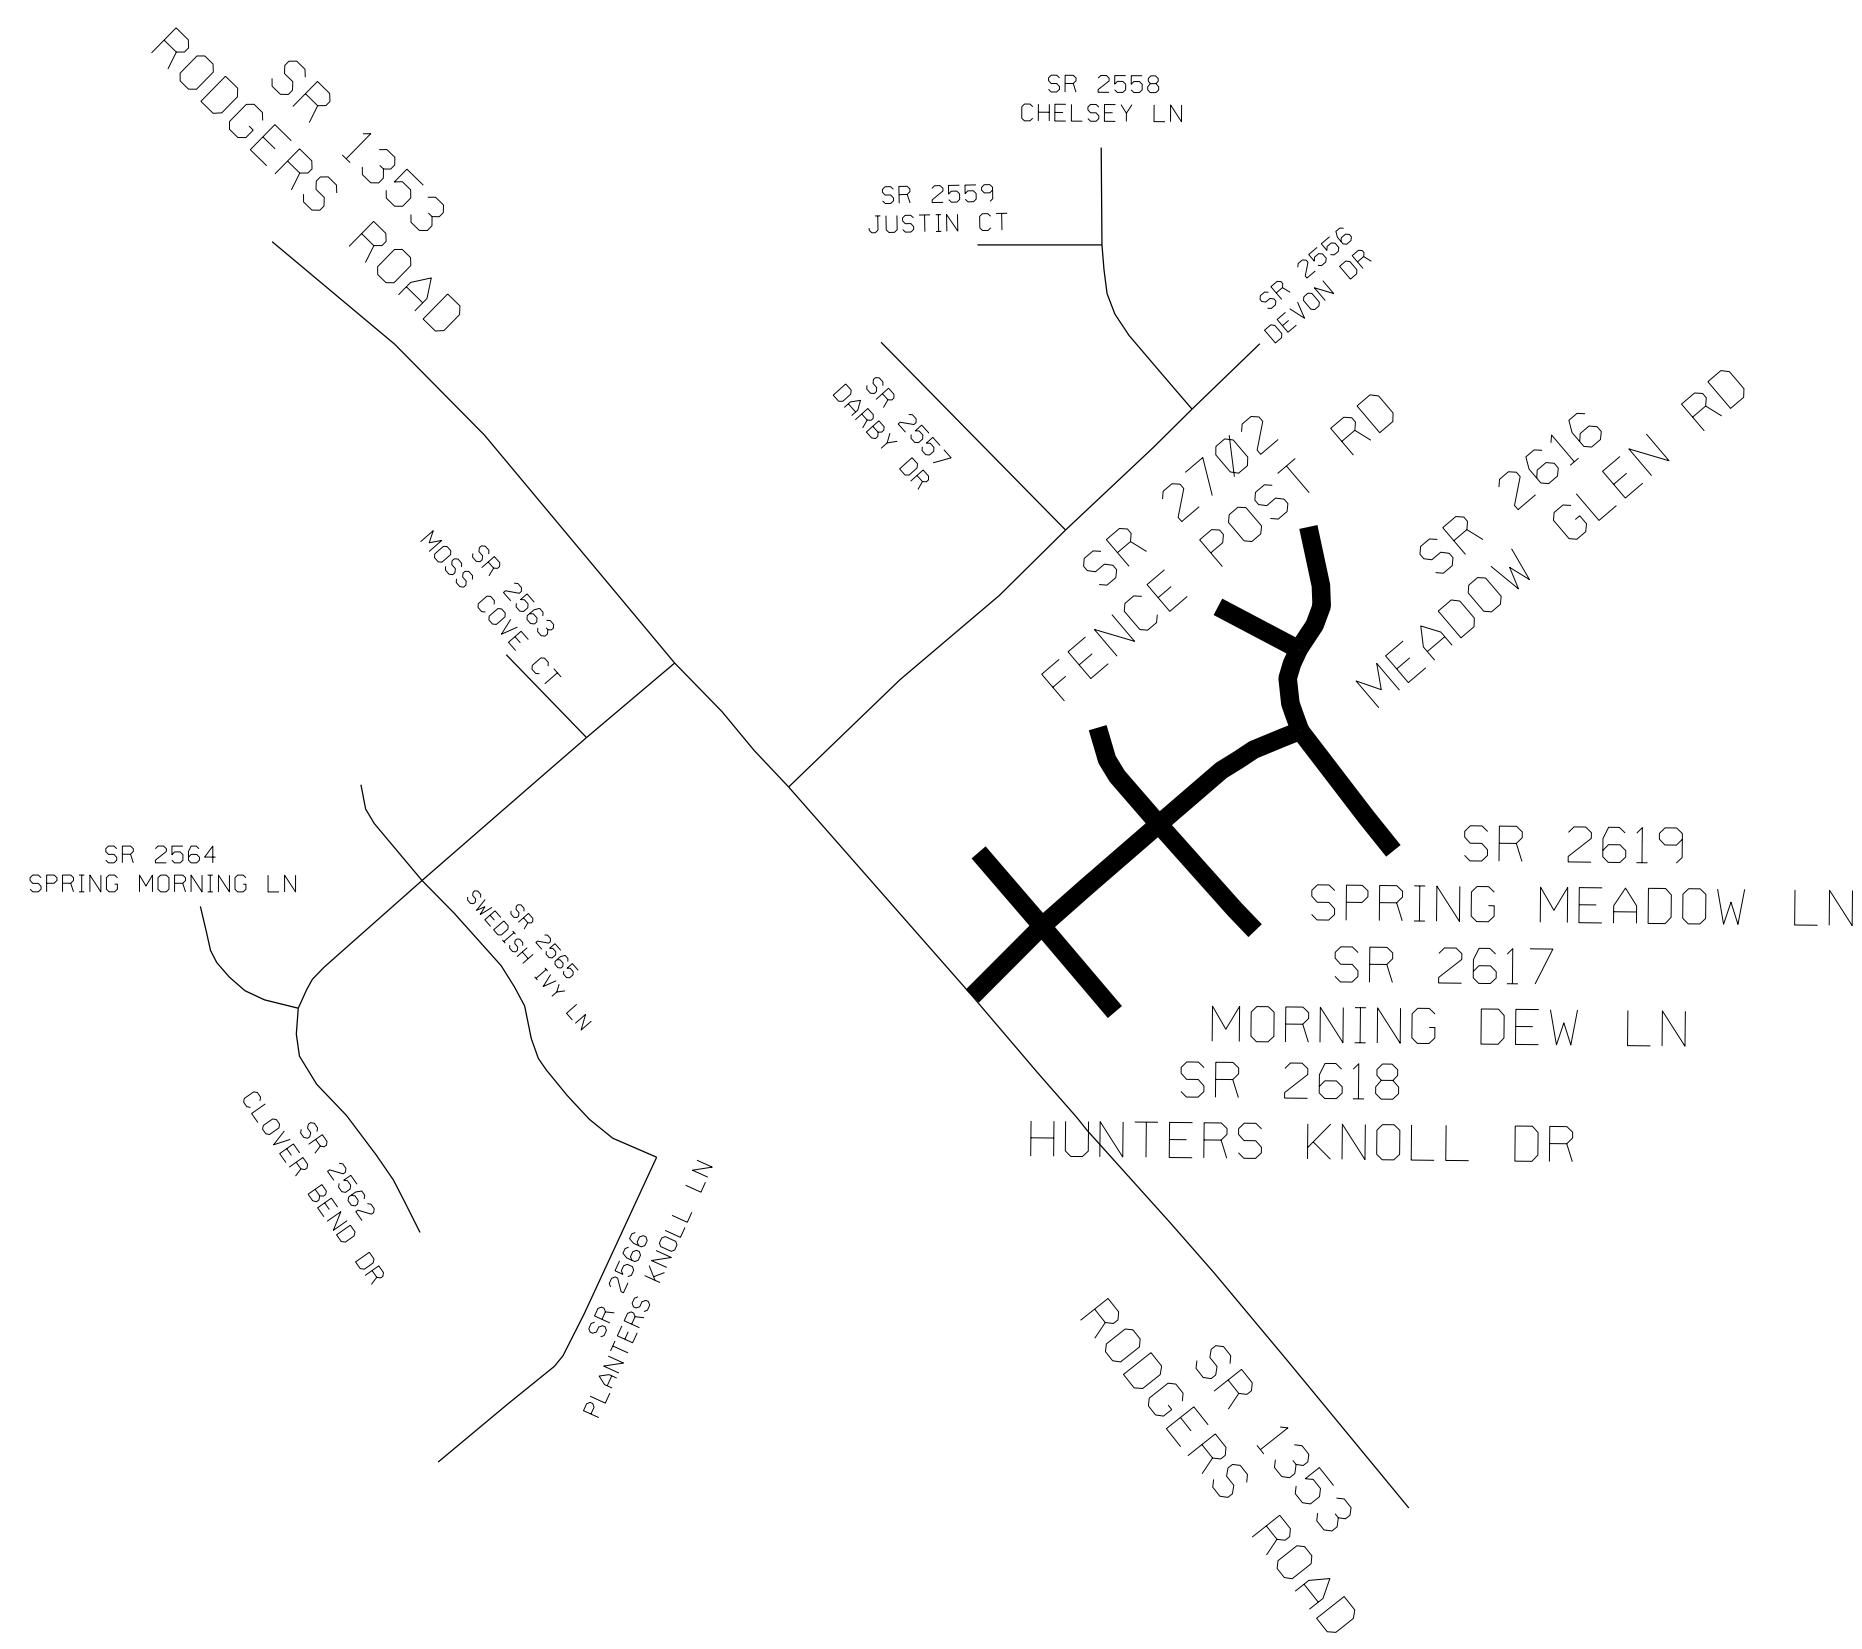 SR 1353
RODGERS ROAD
SR 2558
CHELSEY LN
SR 2559
JUSTIN CT
SR 2556
DEVON DR
SR 2557
DARBY DR
SR 2702
FENCE POST RD
SR 2616
MEADOW GLEN RD
SR 2563
MOSS COVE CT
SR 2564
SPRING MORNING LN
SR 2565
SWEDISH IVY LN
SR 2619
SPRING MEADOW LN
SR 2617
MORNING DEW LN
SR 2618
HUNTERS KNOLL DR
SR 2562
CLOVER BEND DR
SR 2566
PLANTERS KNOLL LN
SR 1353
RODGERS ROAD